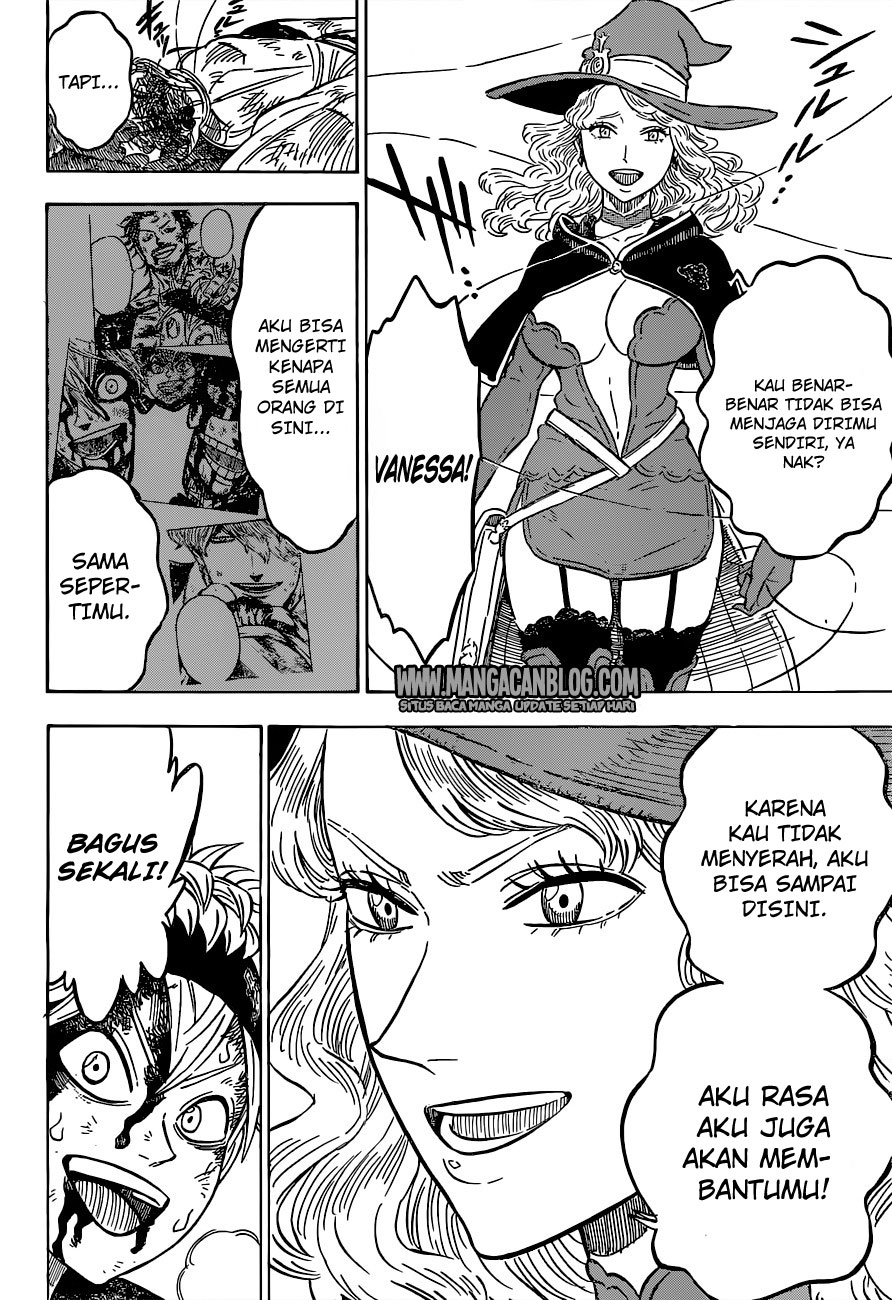 KAU BENAR-
BENAR TIDAK BISA
MENJAGA DIRIMU
SENDIRI, YA
NAK?
VANESSA!
TAPI...
AKU BISA
MENGERTI
KENAPA
SEMUA
ORANG DI
SINI...
SAMA
SEPER-
TIMU.
WWW.MANGACANBLOG.COM
SITUS BACA MANGA UPDATE SETIAP HARI
KARENA
KAU TIDAK
MENYERAH, AKU
BISA SAMPAI
DISINI.
AKU RASA
AKU JUGA
AKAN MEM-
BANTUMU!
BAGUS
SEKALI!